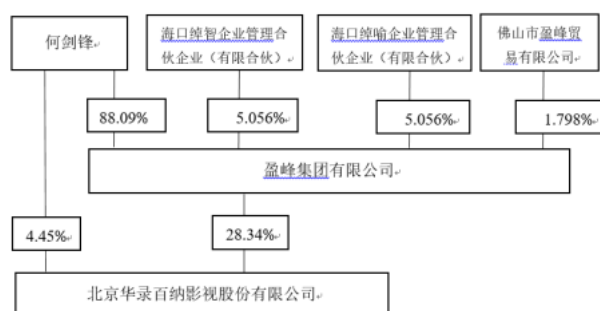 何剑锋
海口绰智企业管理合
伙企业（有限合伙）
海口绰喻企业管理合
伙企业（有限合伙）
佛山市盈峰贸
易有限公司
88.09%
5.056%
5.056%
1.798%
盈峰集团有限公司
4.45%
28.34%
北京华录百纳影视股份有限公司